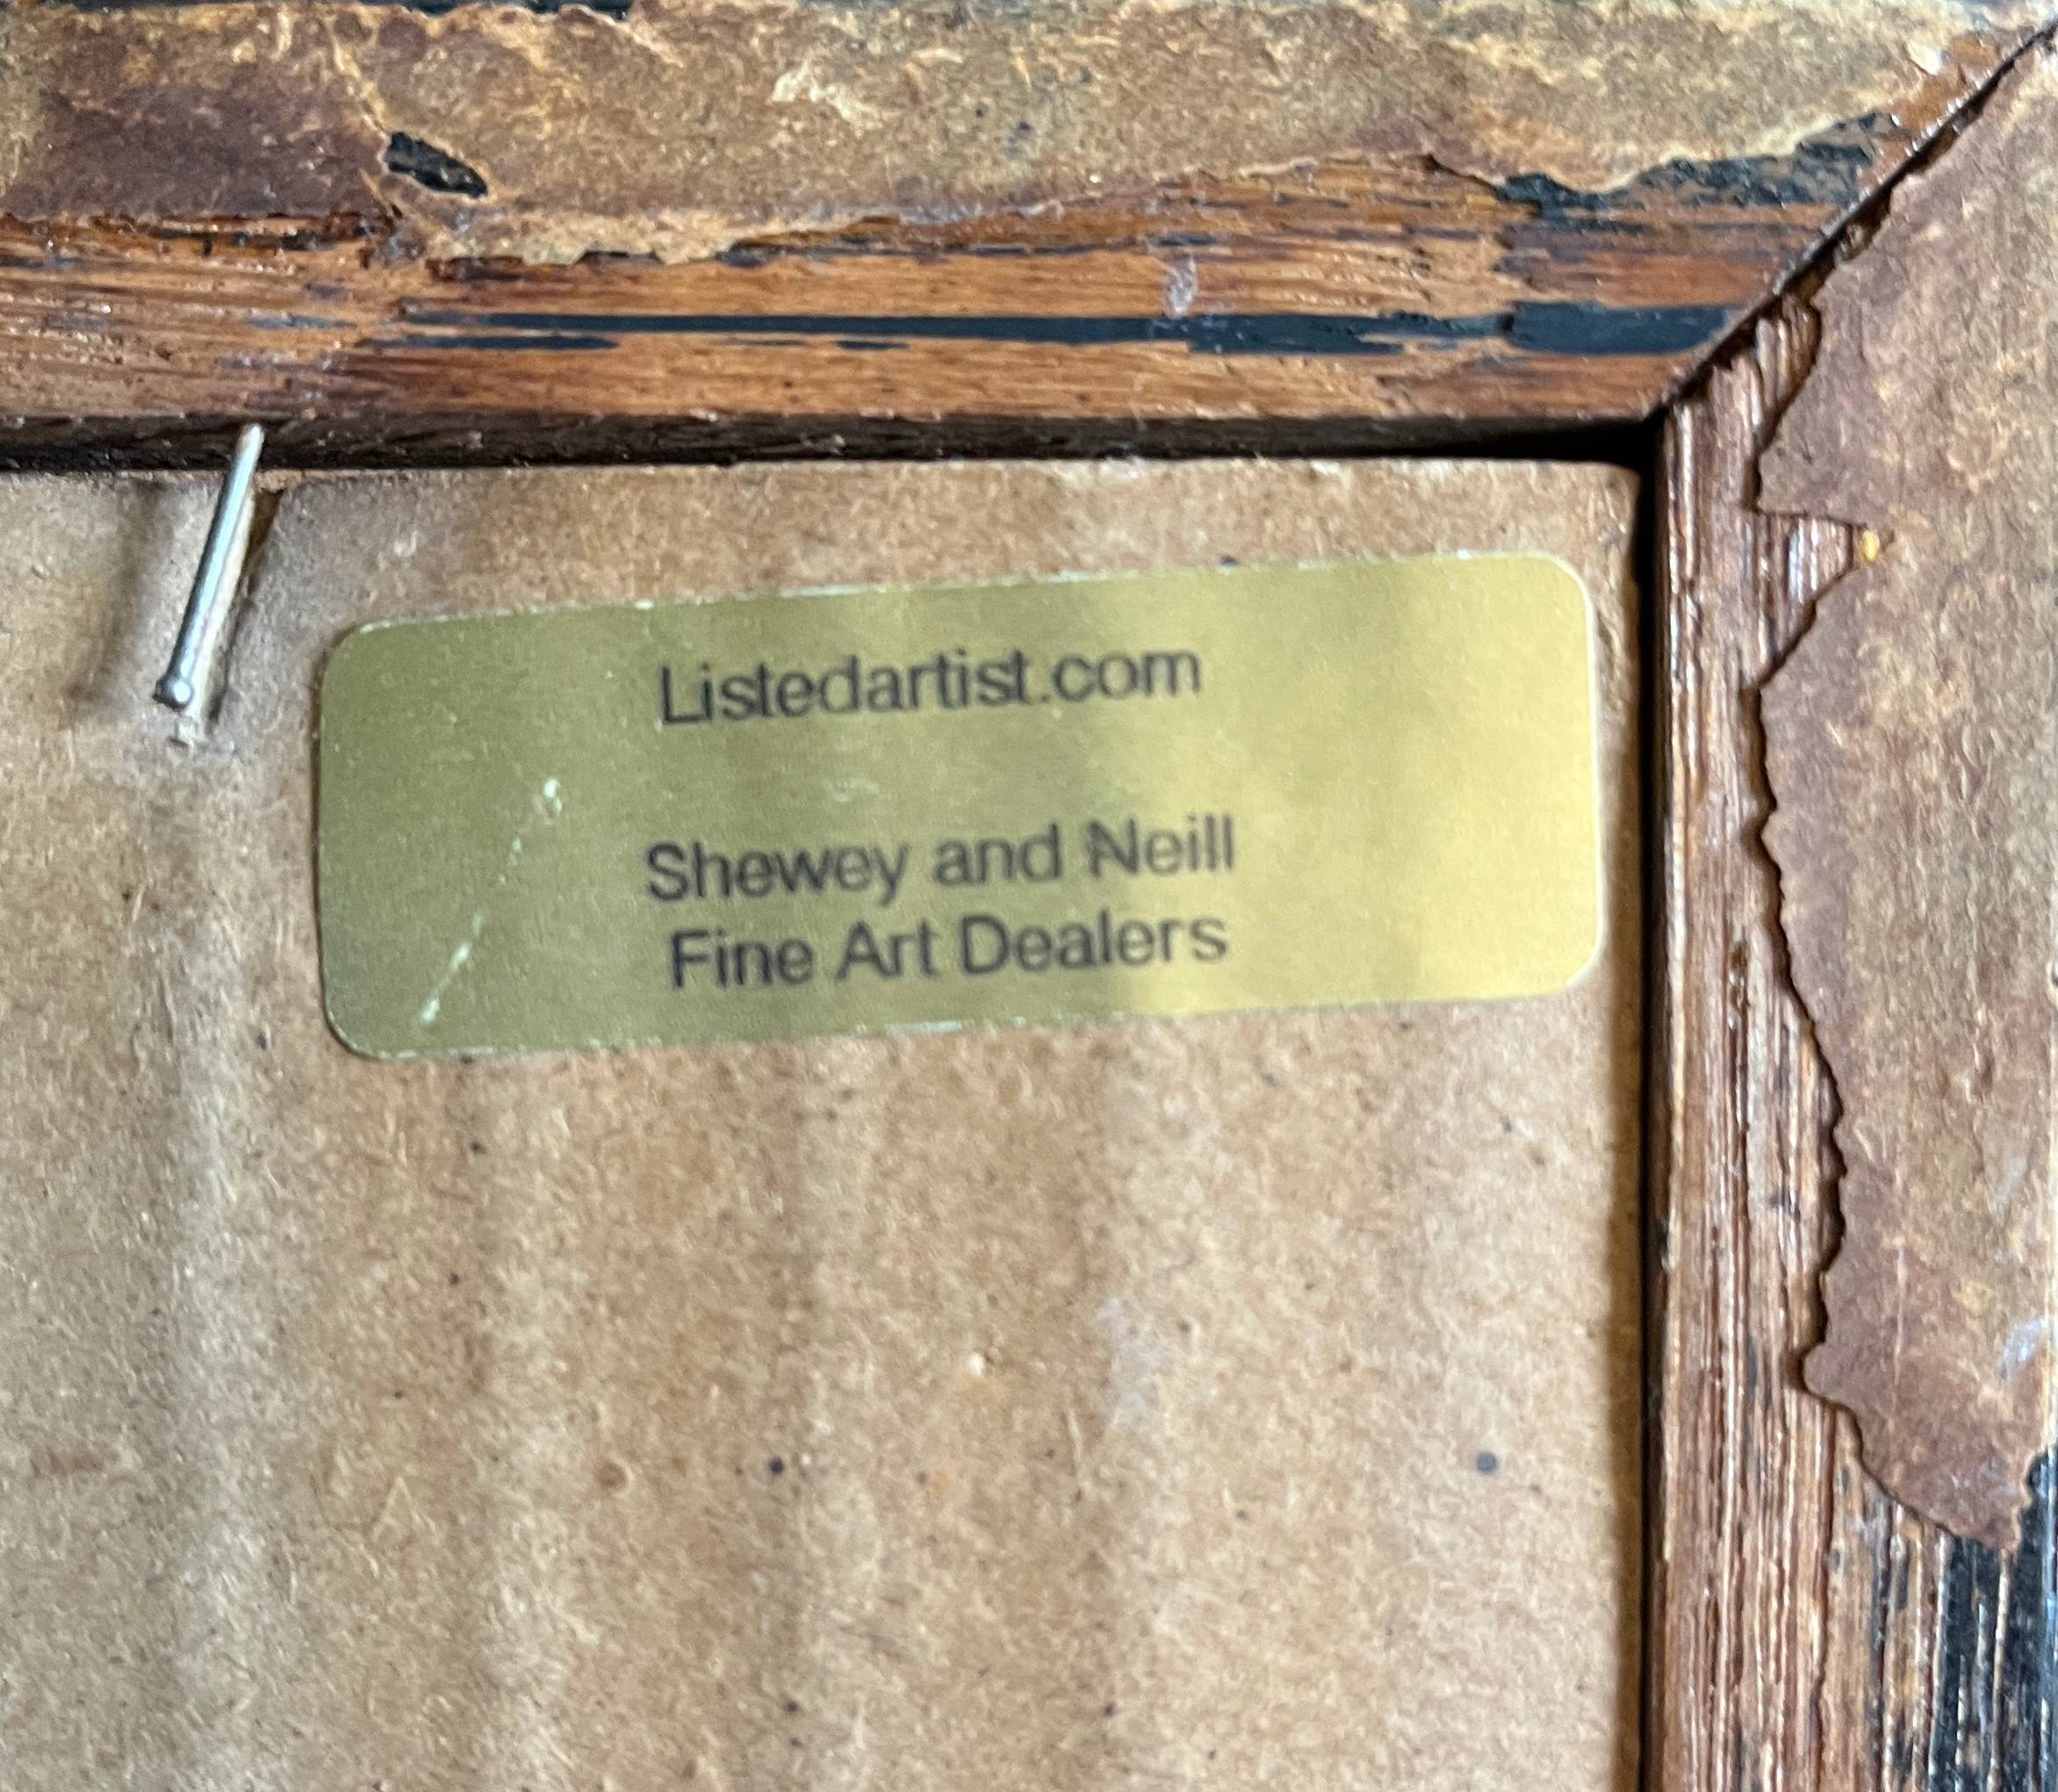 Listedartist.com
Shewey and Neill
Fine Art Dealers